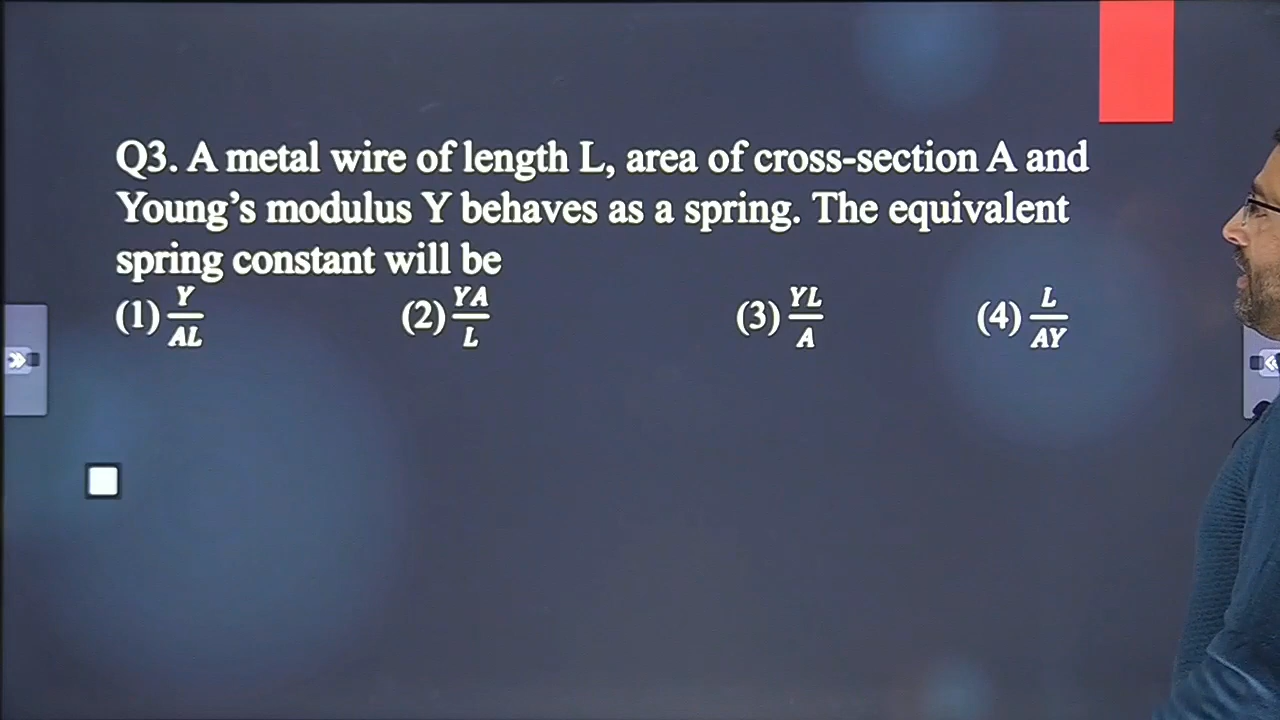 Q3. A metal wire of length L, area of cross-section A and
Young's modulus Y behaves as a spring. The equivalent
spring constant will be
(1) Y/AL (2) YA/L (3) YL/A (4) L/AY